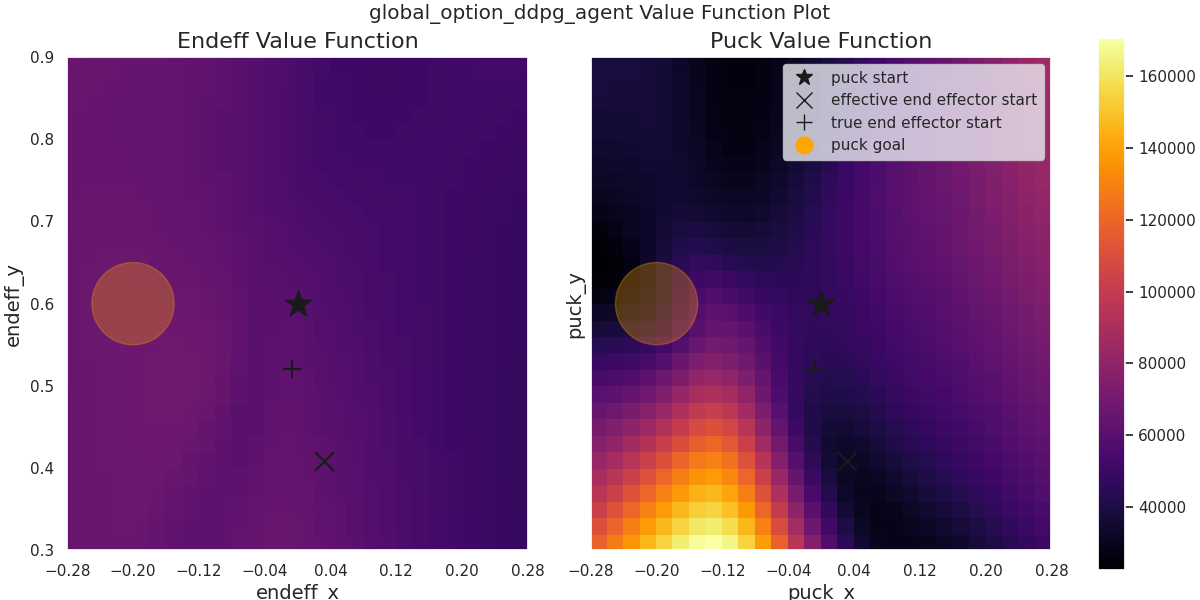 global_option_ddpg_agent Value Function Plot
Endeff Value Function
Puck Value Function
0.9
0.8
0.7
0.6
0.5
0.4
0.3
endeff_y
−0.28 −0.20 −0.12 −0.04 0.04 0.12 0.20 0.28
endeff_x
puck start
effective end effector start
true end effector start
puck goal
puck_y
−0.28 −0.20 −0.12 −0.04 0.04 0.12 0.20 0.28
puck_x
160000
140000
120000
100000
80000
60000
40000